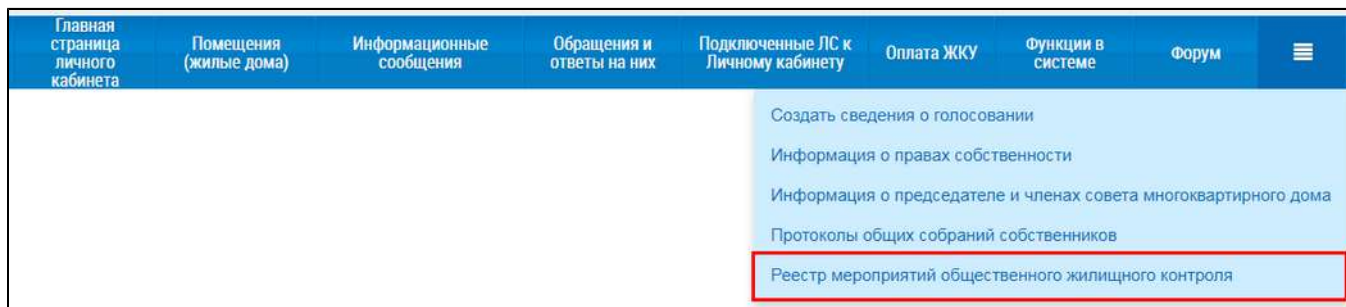 Главная
страница
личного
кабинета
Помещения
(жилые дома)
Информационные
сообщения
Обращения и
ответы на них
Подключенные ЛС к
Личному кабинету
Оплата ЖКУ
Функции в
системе
Форум
Создать сведения о голосовании
Информация о правах собственности
Информация о председателе и членах совета многоквартирного дома
Протоколы общих собраний собственников
Реестр мероприятий общественного жилищного контроля